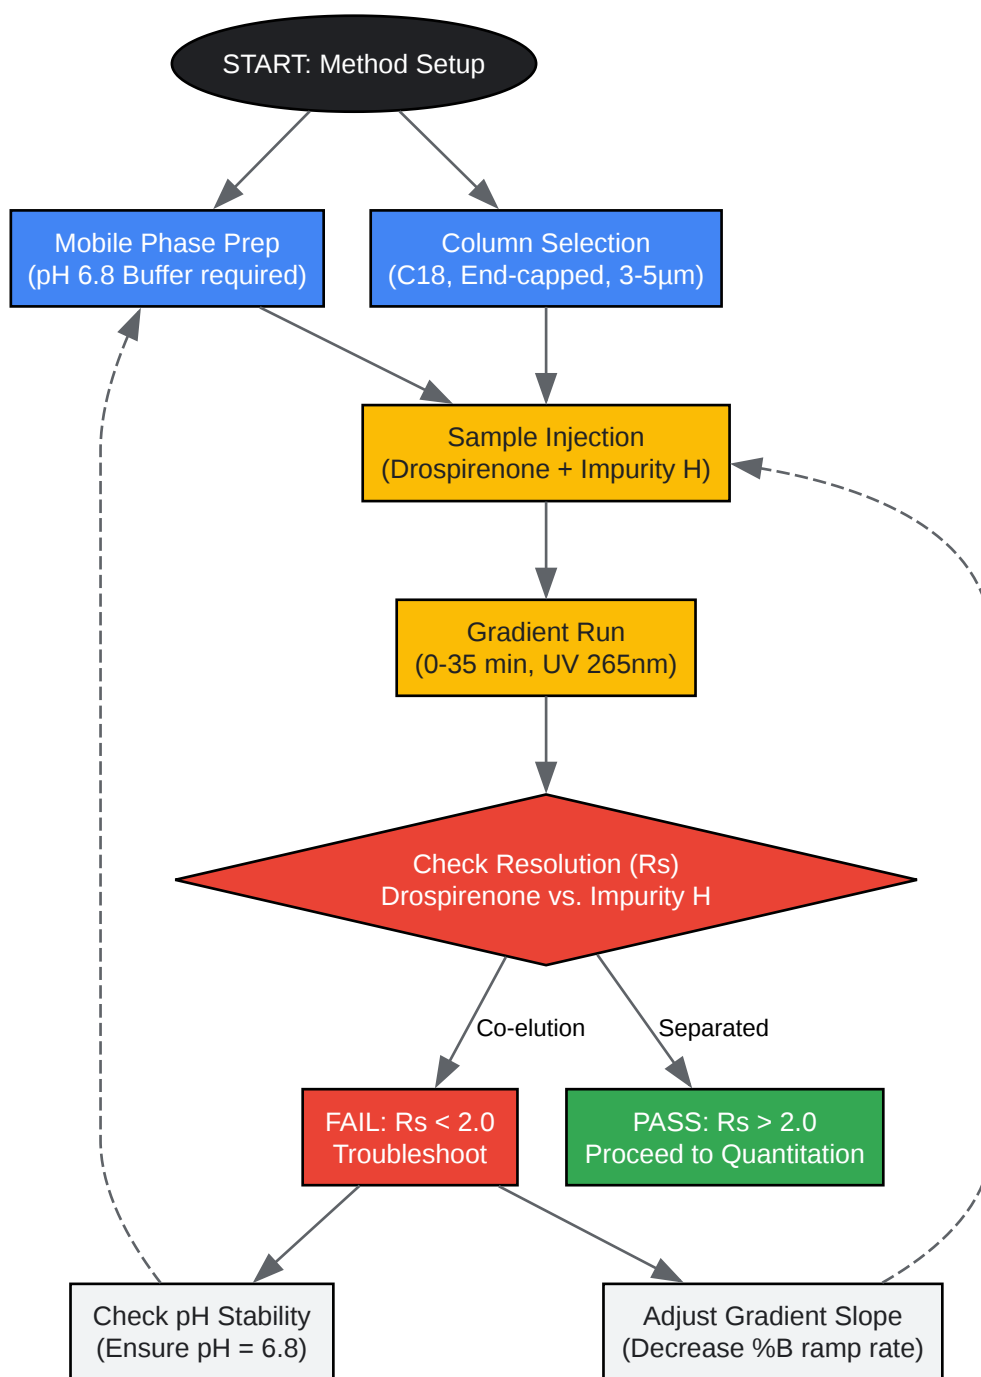 START: Method Setup
Mobile Phase Prep
(pH 6.8 Buffer required)
Column Selection
(C18, End-capped, 3-5µm)
Sample Injection
(Drospirenone + Impurity H)
Gradient Run
(0-35 min, UV 265nm)
Check Resolution (Rs)
Drospirenone vs. Impurity H
Co-elution
Separated
FAIL: Rs < 2.0
Troubleshoot
PASS: Rs > 2.0
Proceed to Quantitation
Check pH Stability
(Ensure pH = 6.8)
Adjust Gradient Slope
(Decrease %B ramp rate)